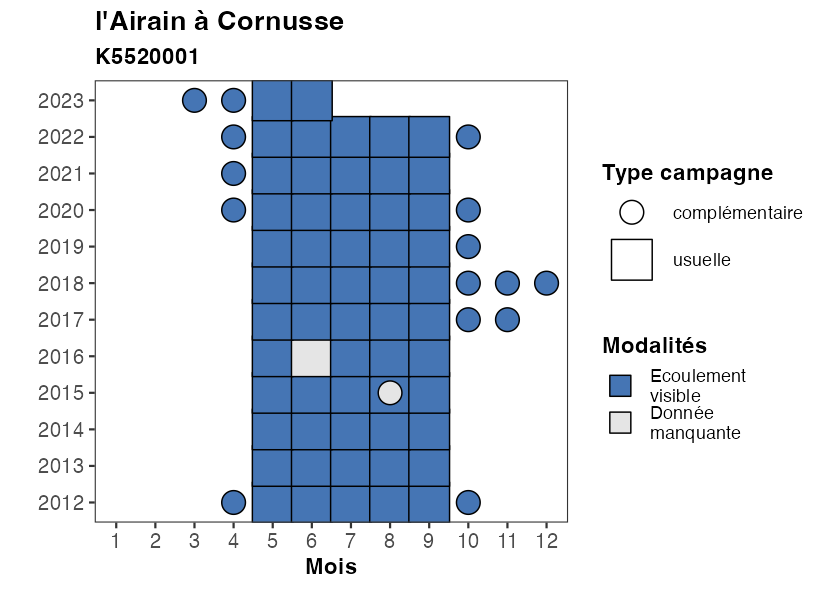 l'Airain à Cornusse
K5520001
2023
2022
2021
2020
2019
2018
2017
2016
2015
2014
2013
2012
1 2 3 4 5 6 7 8 9 10 11 12
Mois
Type campagne
complémentaire
usuelle
Modalités
Ecoulement
visible
Donnée
manquante